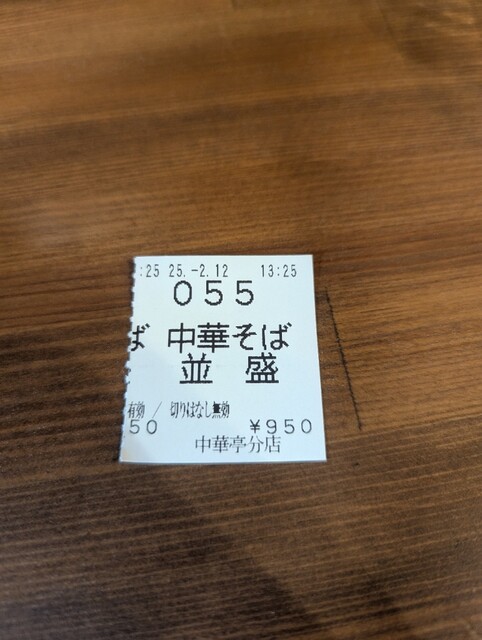 :25 25.-2.12 13:25
055
ば 中華そば
並 盛
有効 / 切りはなし無効
50 ¥950
中華亭分店